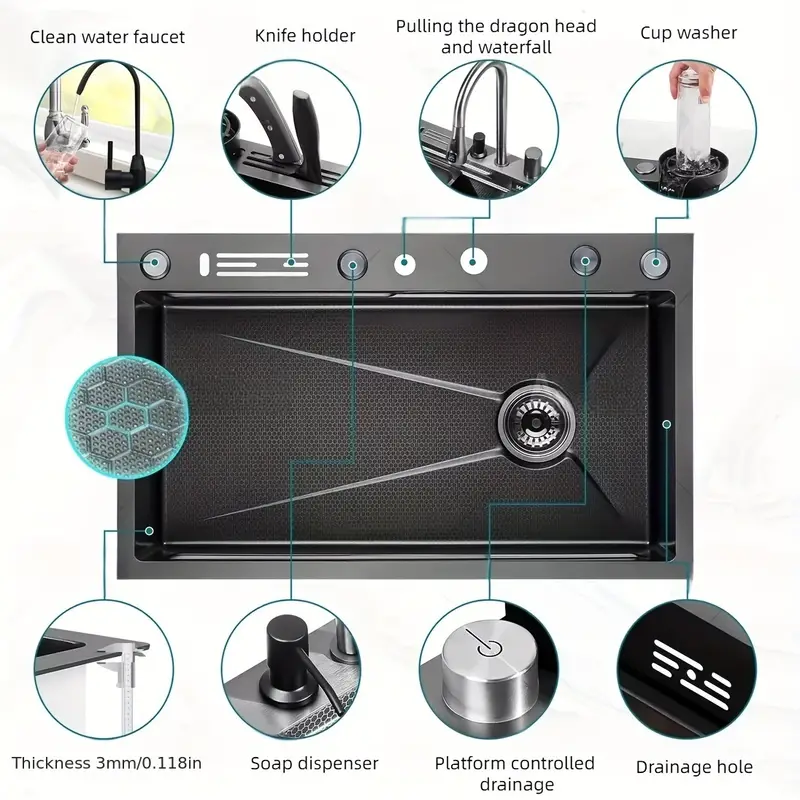 Clean water faucet
Knife holder
Pulling the dragon head
and waterfall
Cup washer
Thickness 3mm/0.118in
Soap dispenser
Platform controlled
drainage
Drainage hole